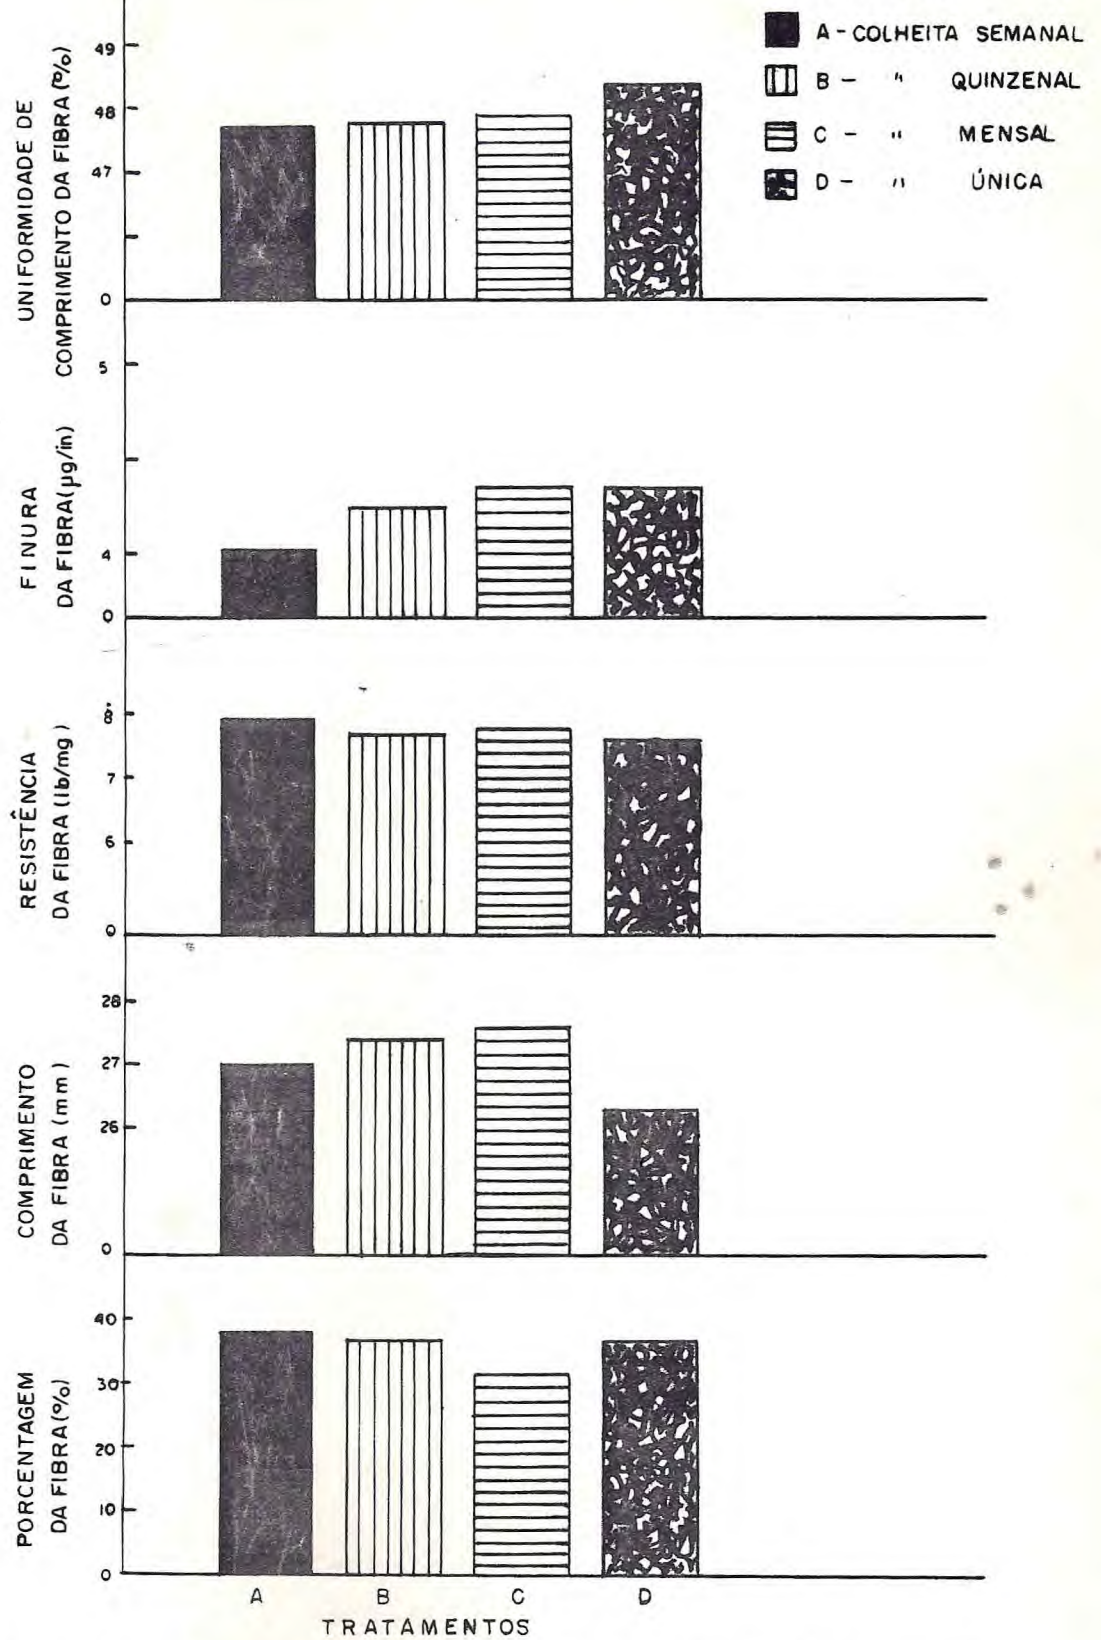 A - COLHEITA SEMANAL
B - " QUINZENAL
C - " MENSAL
D - " ÚNICA
UNIFORMIDADE DE
COMPRIMENTO DA FIBRA (%)
49
48
47
0
FINURA
DA FIBRA (µg/in)
5
4
0
RESISTÊNCIA
DA FIBRA (lb/mg)
8
7
6
0
COMPRIMENTO
DA FIBRA (mm)
28
27
26
0
PORCENTAGEM
DA FIBRA (%)
40
30
20
10
0
A B C D
TRATAMENTOS